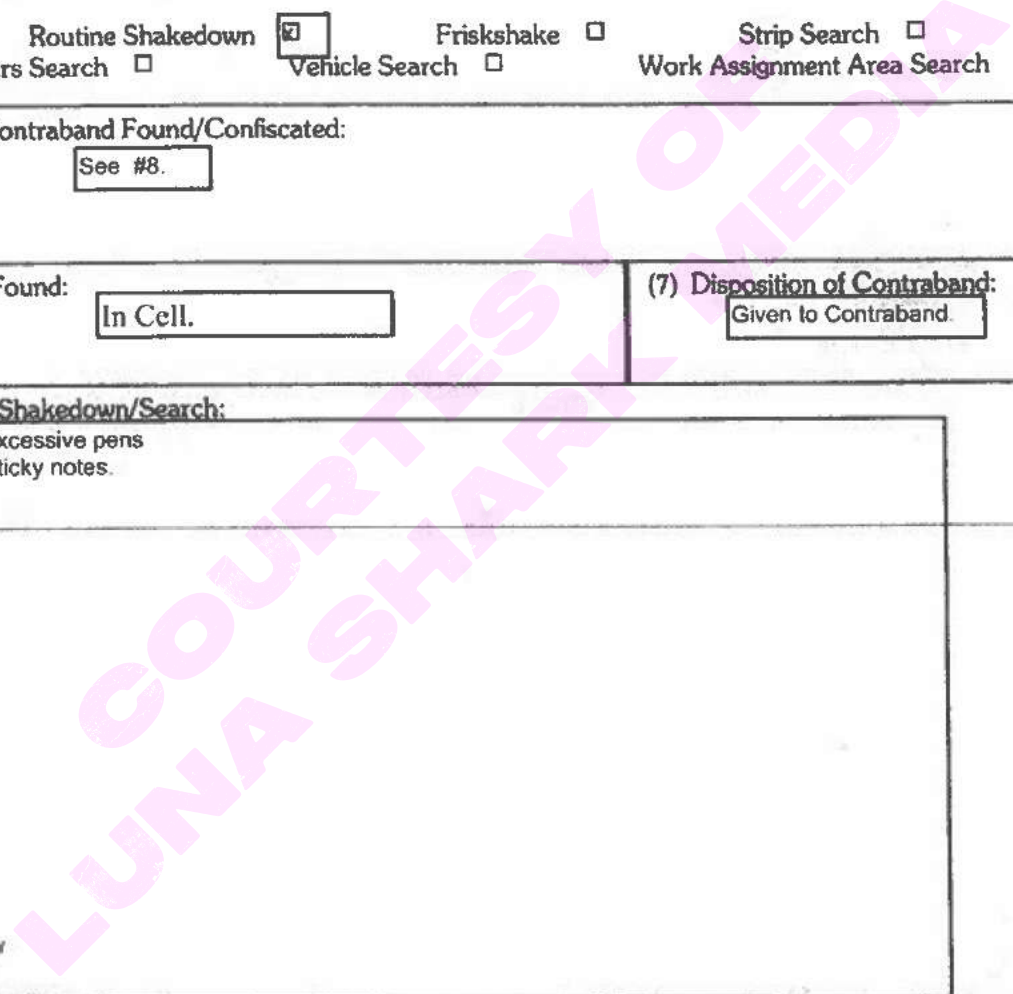 Routine Shakedown Friskshake Strip Search
rs Search Vehicle Search Work Assignment Area Search
ontraband Found/Confiscated:
See #8.
Found: (7) Disposition of Contraband:
In Cell. Given to Contraband.
Shakedown/Search:
xcessive pens
ticky notes.
COURTESY OF
LUNA SHARK MEDIA